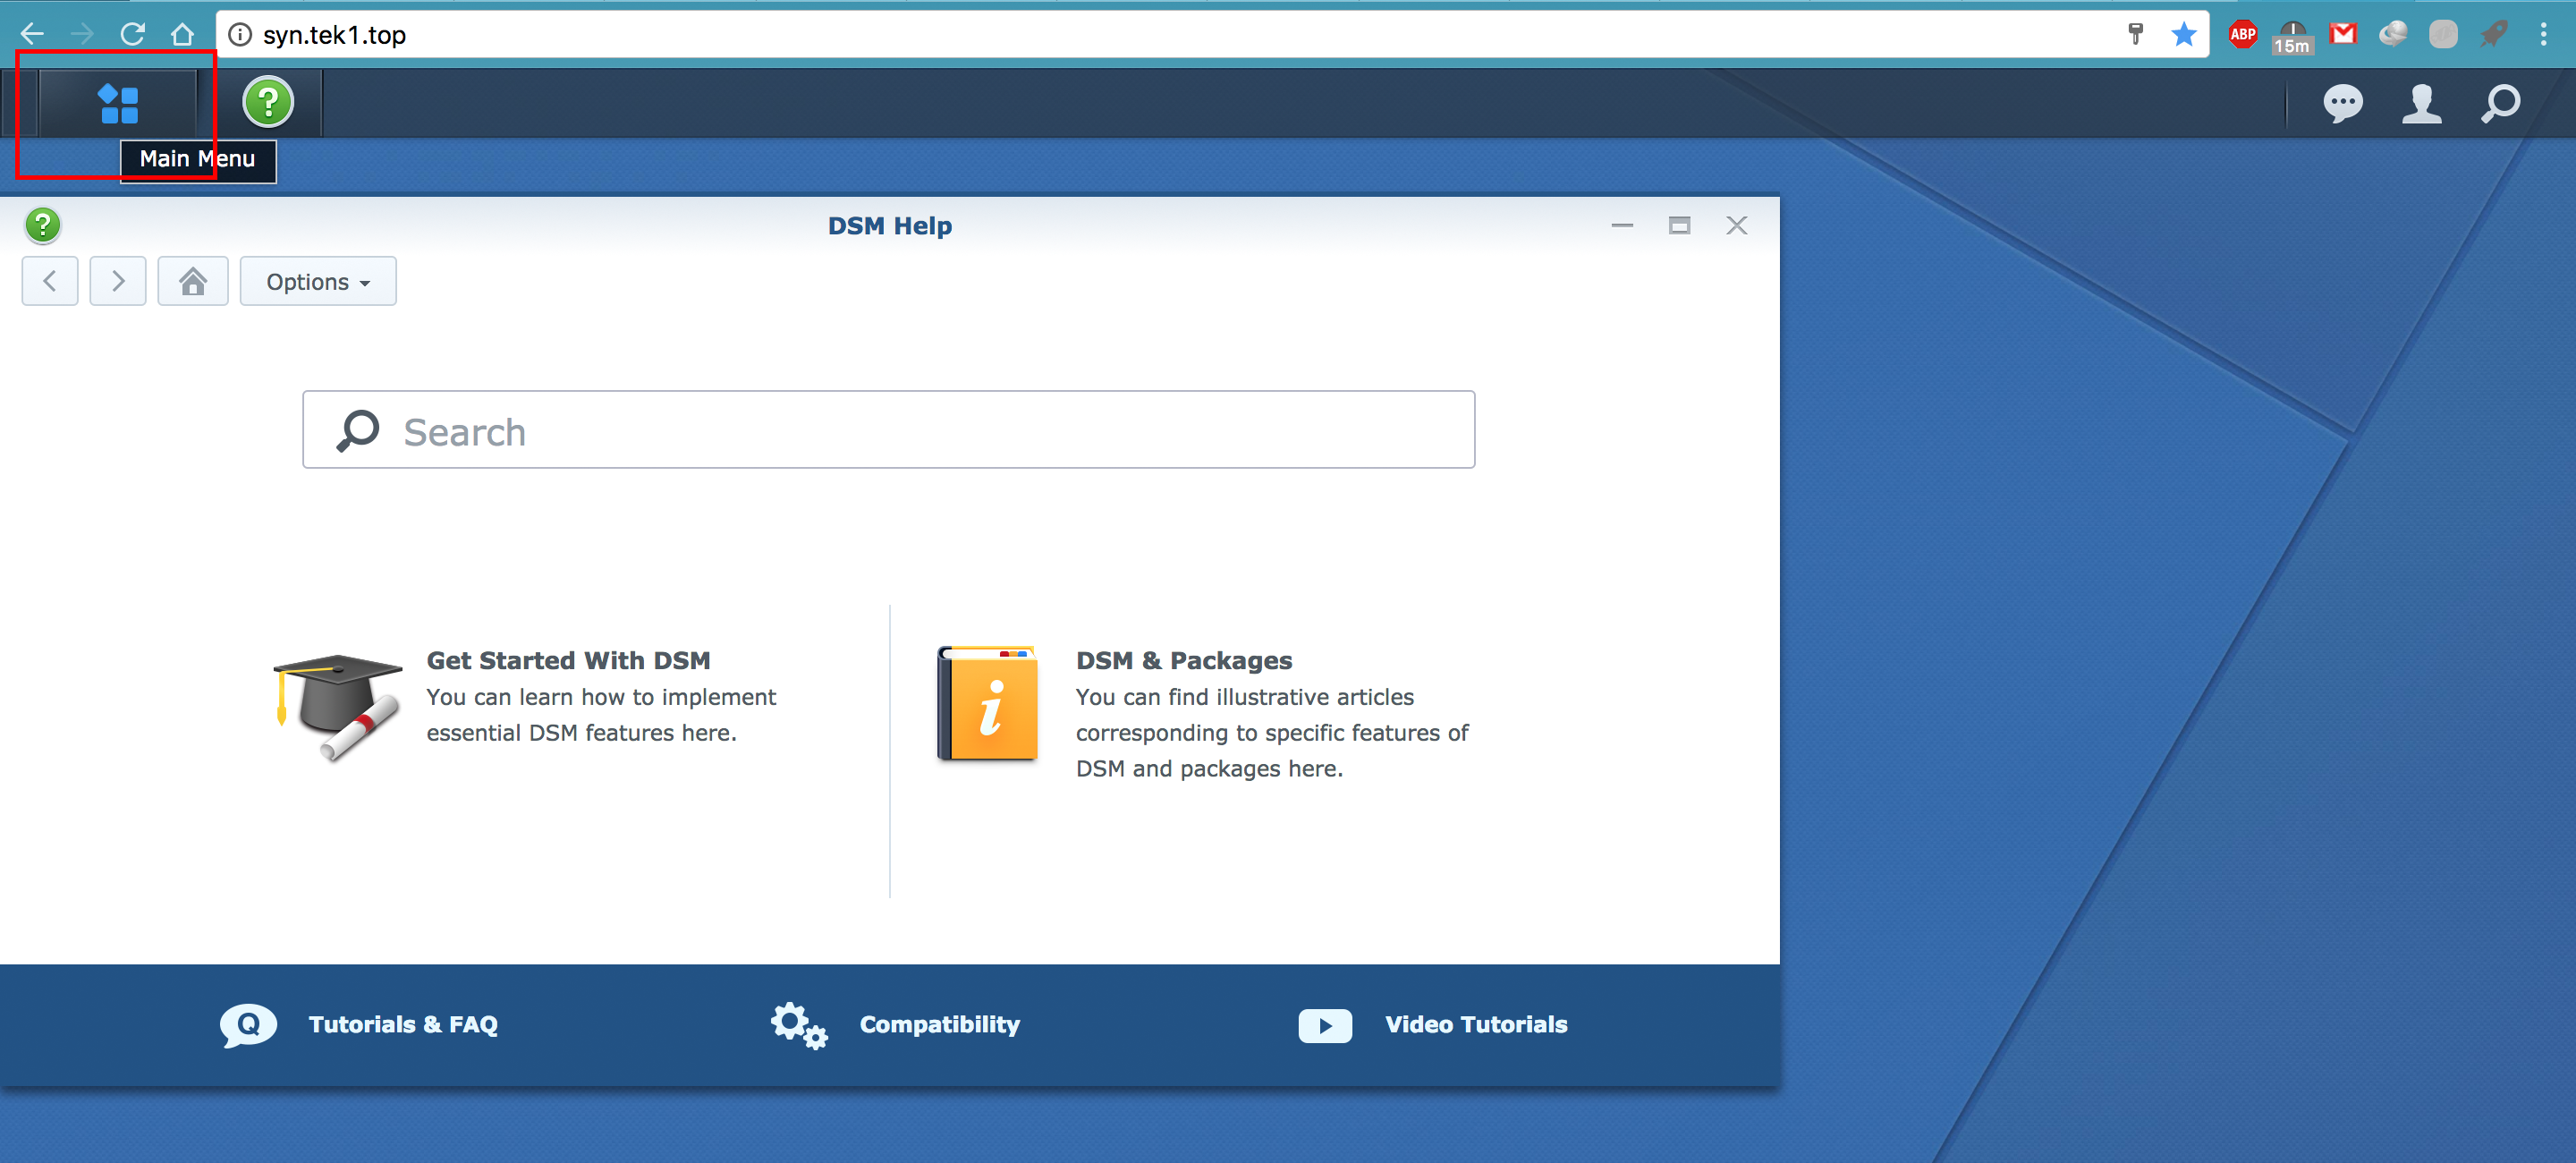 syn.tek1.top
ABP
15m
Main Menu
DSM Help
Options
Search
Get Started With DSM
You can learn how to implement
essential DSM features here.
DSM & Packages
You can find illustrative articles
corresponding to specific features of
DSM and packages here.
Q
Tutorials & FAQ
Compatibility
Video Tutorials